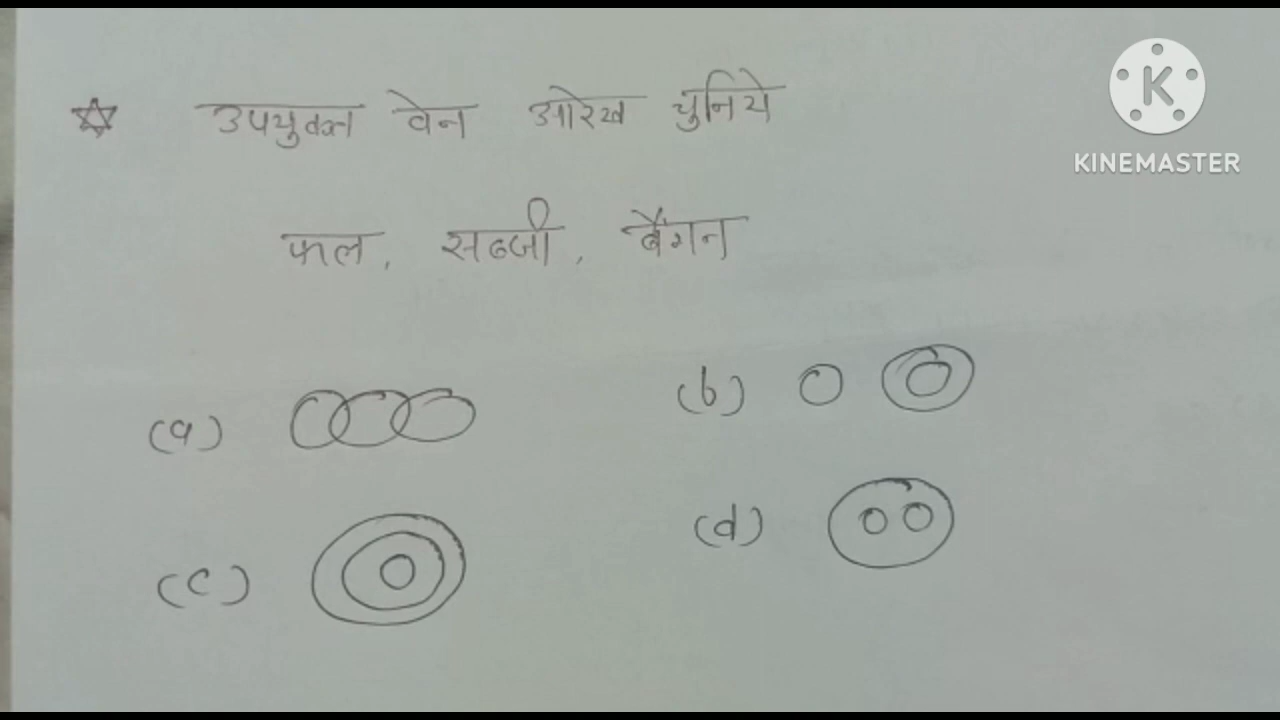 उपयुक्त वेन आरेख चुनिये
KINEMASTER
फल, सब्जी, बैंगन
(a)
(b)
(c)
(d)